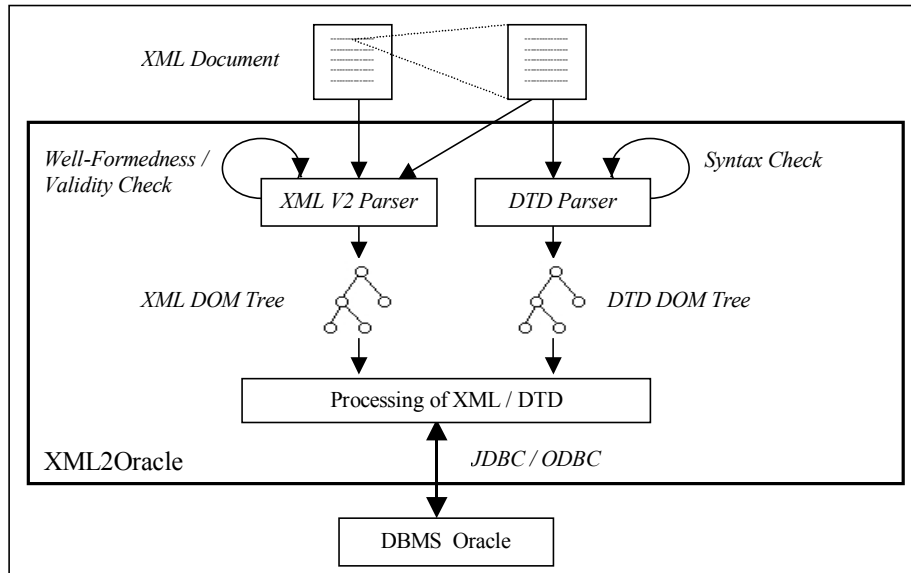 XML Document
Well-Formedness /
Validity Check
Syntax Check
XML V2 Parser
DTD Parser
XML DOM Tree
DTD DOM Tree
Processing of XML / DTD
JDBC / ODBC
XML2Oracle
DBMS Oracle